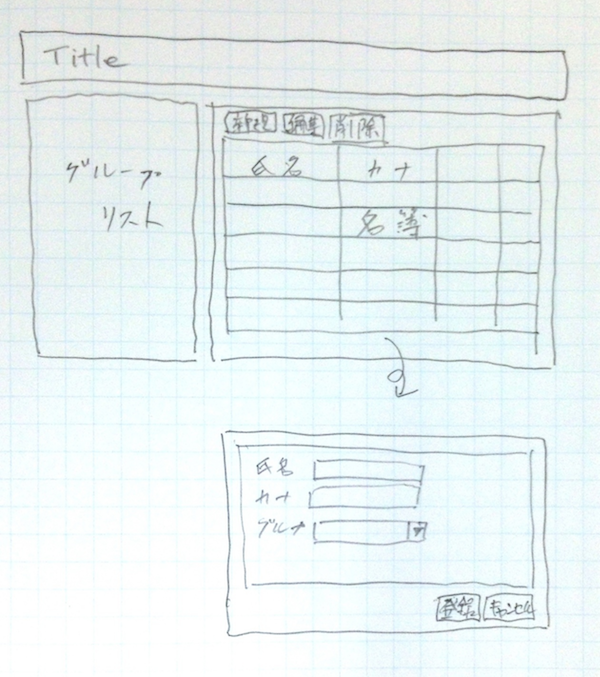 Title
グループ
リスト
新規 編集 削除
氏名 カナ
名簿
氏名
カナ
グループ
登録 キャンセル